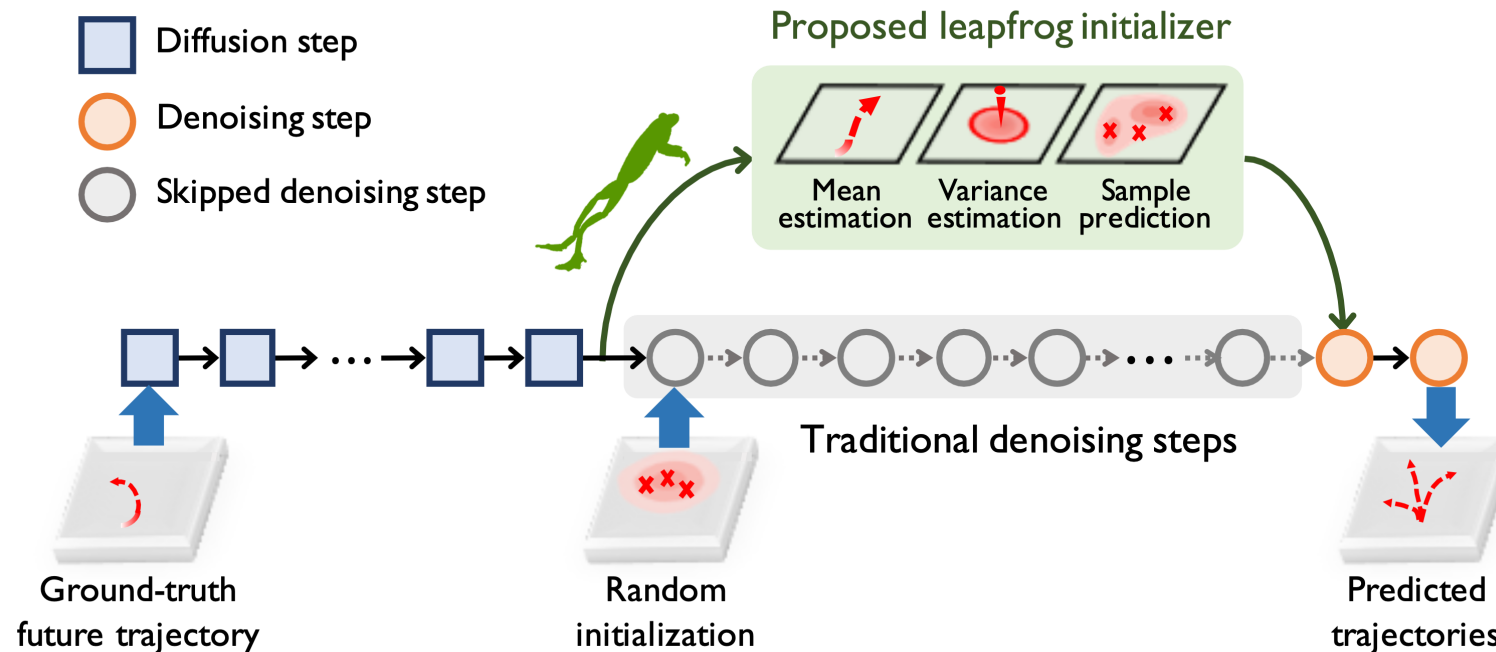 Proposed leapfrog initializer
Diffusion step
Denoising step
Skipped denoising step
Mean
estimation
Variance
estimation
Sample
prediction
...
...
Traditional denoising steps
Ground-truth
future trajectory
Random
initialization
Predicted
trajectories